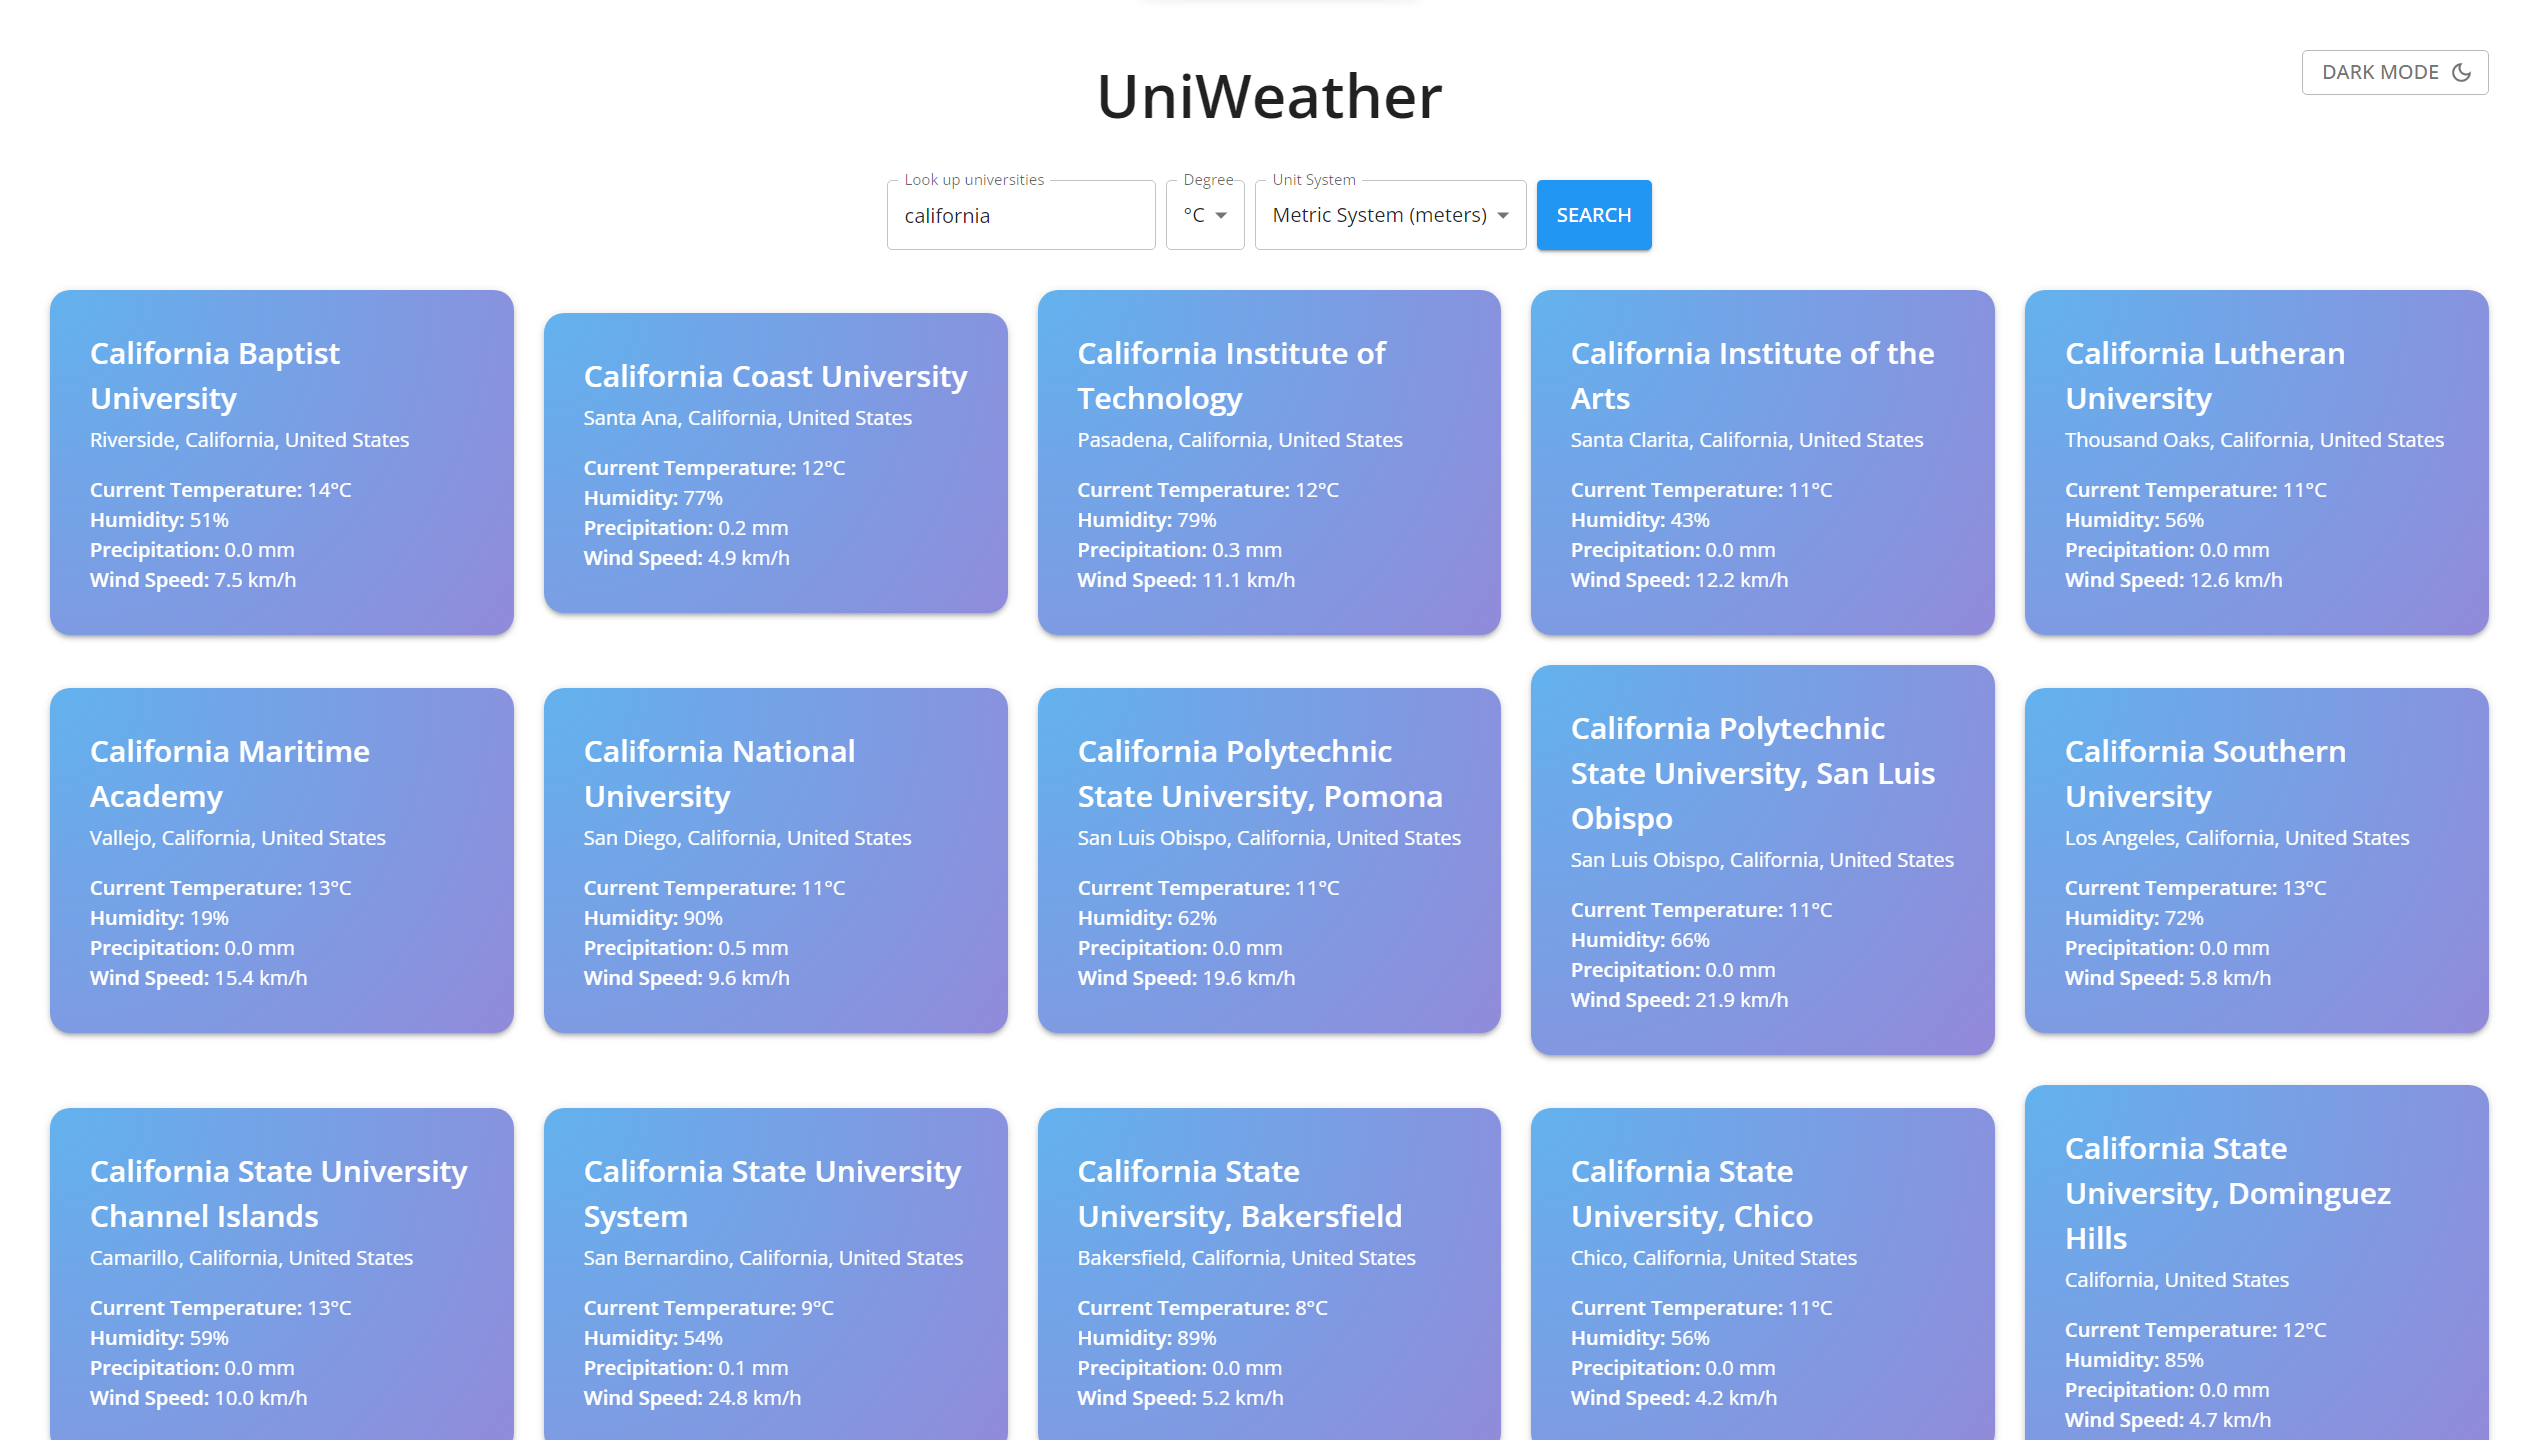 DARK MODE
UniWeather
Look up universities
california
Degree
°C
Unit System
Metric System (meters)
SEARCH
California Baptist
University
Riverside, California, United States
Current Temperature: 14°C
Humidity: 51%
Precipitation: 0.0 mm
Wind Speed: 7.5 km/h
California Coast University
Santa Ana, California, United States
Current Temperature: 12°C
Humidity: 77%
Precipitation: 0.2 mm
Wind Speed: 4.9 km/h
California Institute of
Technology
Pasadena, California, United States
Current Temperature: 12°C
Humidity: 79%
Precipitation: 0.3 mm
Wind Speed: 11.1 km/h
California Institute of the
Arts
Santa Clarita, California, United States
Current Temperature: 11°C
Humidity: 43%
Precipitation: 0.0 mm
Wind Speed: 12.2 km/h
California Lutheran
University
Thousand Oaks, California, United States
Current Temperature: 11°C
Humidity: 56%
Precipitation: 0.0 mm
Wind Speed: 12.6 km/h
California Maritime
Academy
Vallejo, California, United States
Current Temperature: 13°C
Humidity: 19%
Precipitation: 0.0 mm
Wind Speed: 15.4 km/h
California National
University
San Diego, California, United States
Current Temperature: 11°C
Humidity: 90%
Precipitation: 0.5 mm
Wind Speed: 9.6 km/h
California Polytechnic
State University, Pomona
San Luis Obispo, California, United States
Current Temperature: 11°C
Humidity: 62%
Precipitation: 0.0 mm
Wind Speed: 19.6 km/h
California Polytechnic
State University, San Luis
Obispo
San Luis Obispo, California, United States
Current Temperature: 11°C
Humidity: 66%
Precipitation: 0.0 mm
Wind Speed: 21.9 km/h
California Southern
University
Los Angeles, California, United States
Current Temperature: 13°C
Humidity: 72%
Precipitation: 0.0 mm
Wind Speed: 5.8 km/h
California State University
Channel Islands
Camarillo, California, United States
Current Temperature: 13°C
Humidity: 59%
Precipitation: 0.0 mm
Wind Speed: 10.0 km/h
California State University
System
San Bernardino, California, United States
Current Temperature: 9°C
Humidity: 54%
Precipitation: 0.1 mm
Wind Speed: 24.8 km/h
California State
University, Bakersfield
Bakersfield, California, United States
Current Temperature: 8°C
Humidity: 89%
Precipitation: 0.0 mm
Wind Speed: 5.2 km/h
California State
University, Chico
Chico, California, United States
Current Temperature: 11°C
Humidity: 56%
Precipitation: 0.0 mm
Wind Speed: 4.2 km/h
California State
University, Dominguez
Hills
California, United States
Current Temperature: 12°C
Humidity: 85%
Precipitation: 0.0 mm
Wind Speed: 4.7 km/h